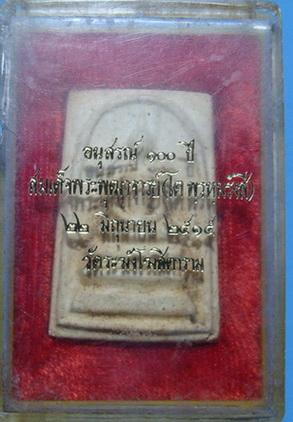 อนุสรณ์ ๑๐๐ ปี
สมเด็จพระพุฒาจารย์(โต พฺรหฺมรํสี)
๒๒ มิถุนายน ๒๕๑๕
วัดระฆังโฆสิตาราม